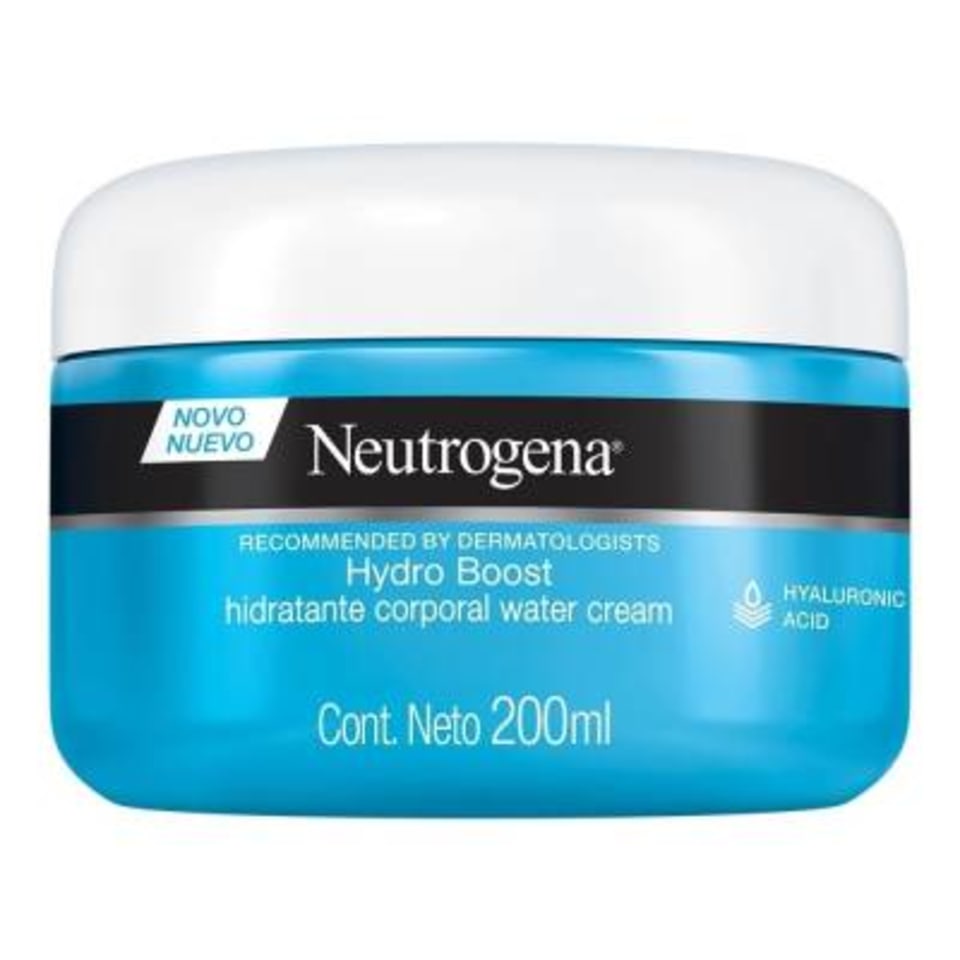 NOVO
NUEVO
Neutrogena®
RECOMMENDED BY DERMATOLOGISTS
Hydro Boost
hidratante corporal water cream
HYALURONIC
ACID
Cont. Neto 200ml